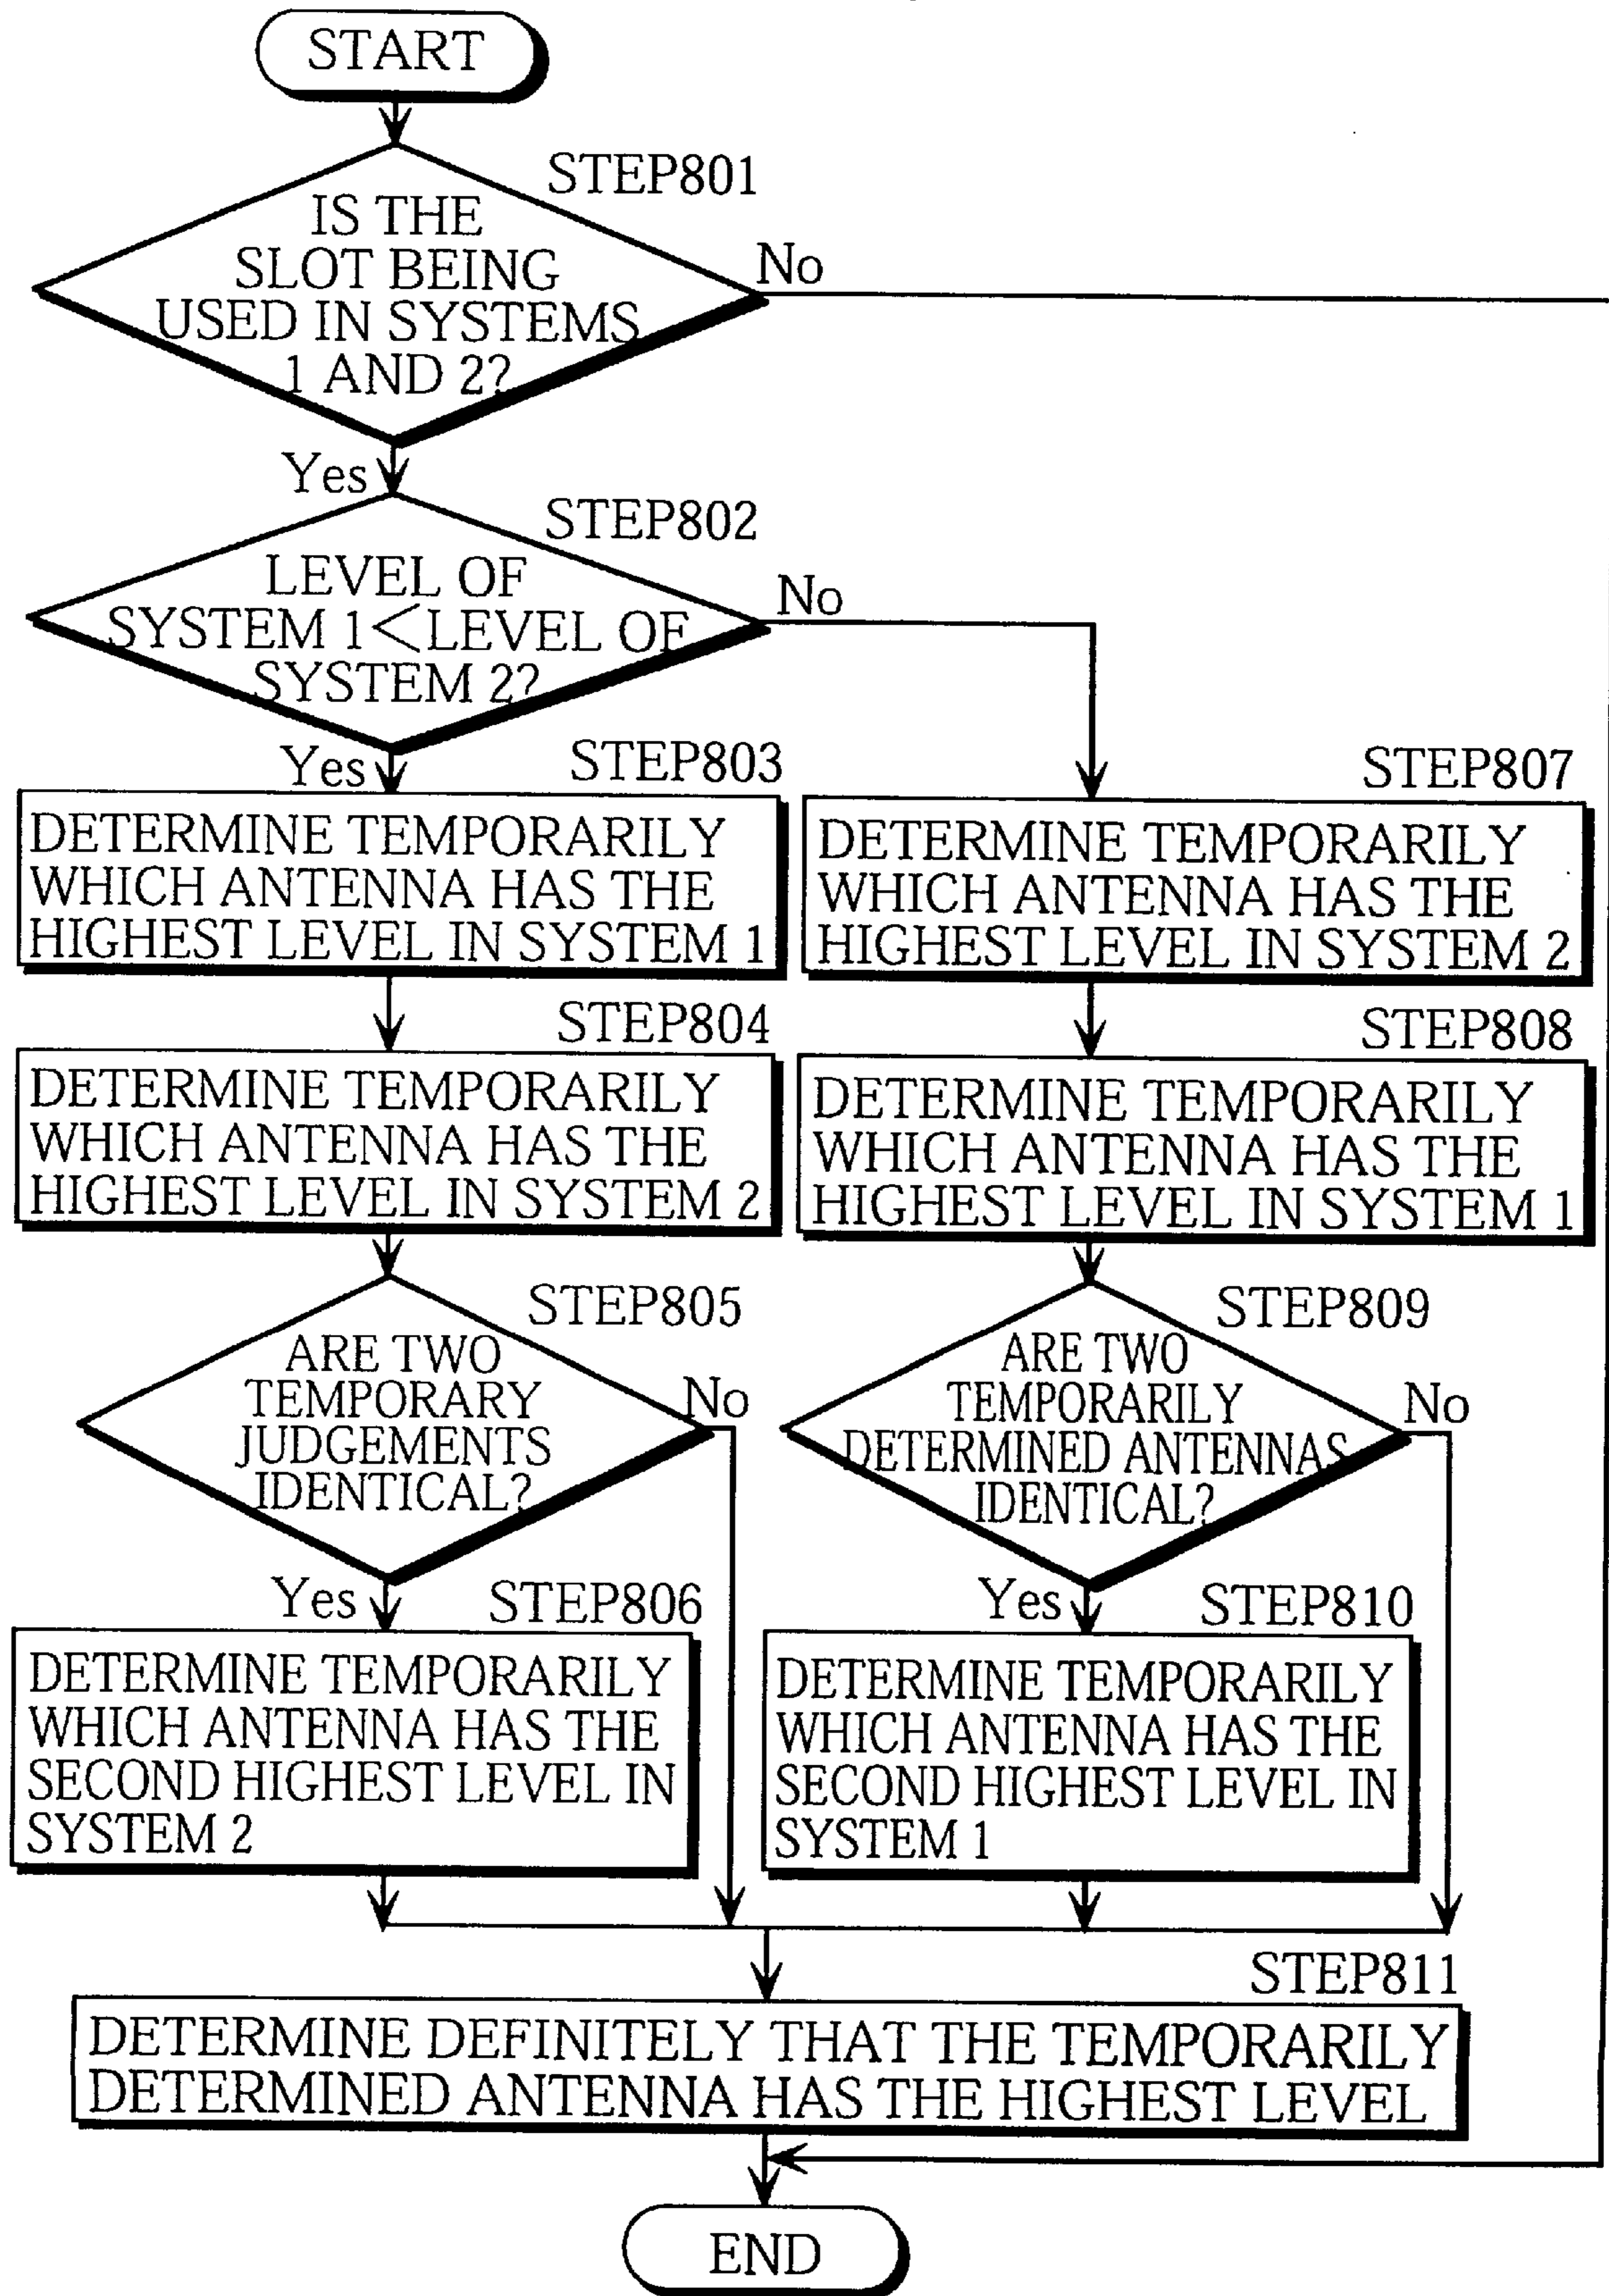 START
STEP801
IS THE
SLOT BEING
USED IN SYSTEMS
1 AND 2?
No
Yes
STEP802
LEVEL OF
SYSTEM 1<LEVEL OF
SYSTEM 2?
No
Yes
STEP803
DETERMINE TEMPORARILY
WHICH ANTENNA HAS THE
HIGHEST LEVEL IN SYSTEM 1
STEP807
DETERMINE TEMPORARILY
WHICH ANTENNA HAS THE
HIGHEST LEVEL IN SYSTEM 2
STEP804
DETERMINE TEMPORARILY
WHICH ANTENNA HAS THE
HIGHEST LEVEL IN SYSTEM 2
STEP808
DETERMINE TEMPORARILY
WHICH ANTENNA HAS THE
HIGHEST LEVEL IN SYSTEM 1
STEP805
ARE TWO
TEMPORARY
JUDGEMENTS
IDENTICAL?
No
Yes
STEP809
ARE TWO
TEMPORARILY
DETERMINED ANTENNAS
IDENTICAL?
No
Yes
STEP806
DETERMINE TEMPORARILY
WHICH ANTENNA HAS THE
SECOND HIGHEST LEVEL IN
SYSTEM 2
STEP810
DETERMINE TEMPORARILY
WHICH ANTENNA HAS THE
SECOND HIGHEST LEVEL IN
SYSTEM 1
STEP811
DETERMINE DEFINITELY THAT THE TEMPORARILY
DETERMINED ANTENNA HAS THE HIGHEST LEVEL
END